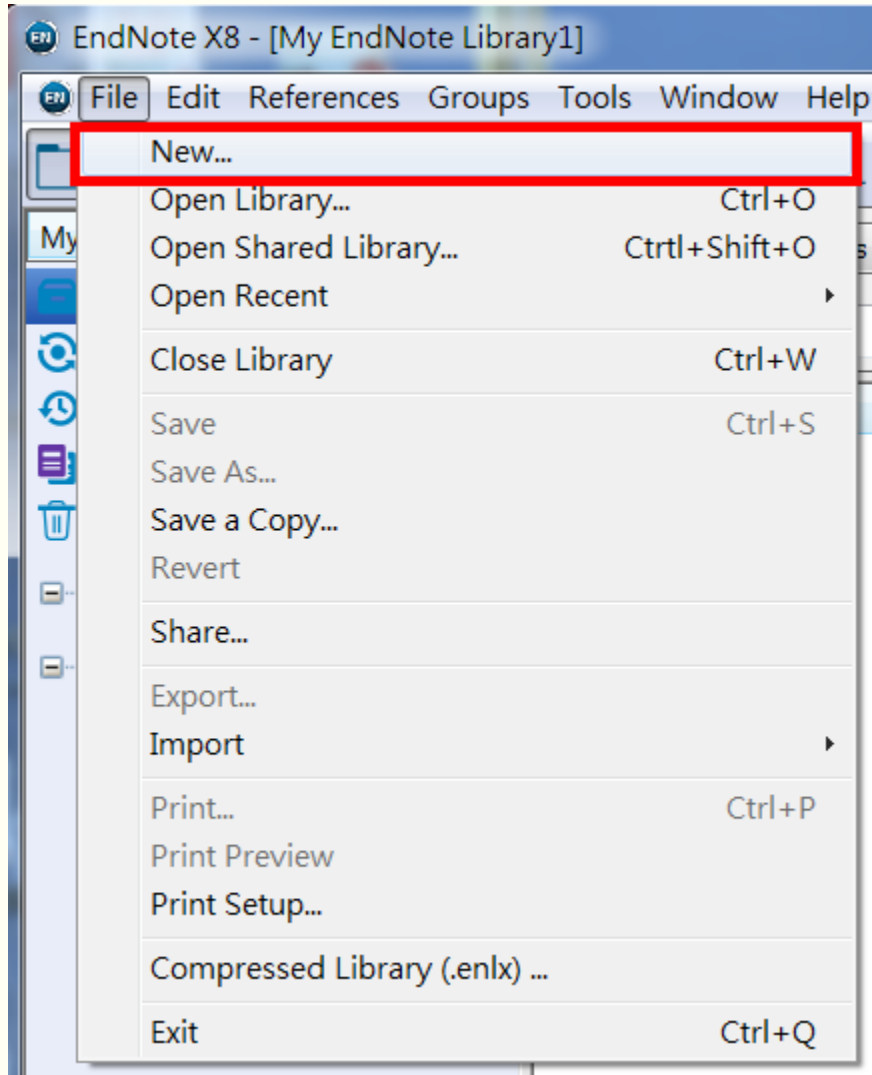 EndNote X8 - [My EndNote Library1]
File Edit References Groups Tools Window Help
New...
Open Library... Ctrl+O
My
Open Shared Library... Ctrtl+Shift+O
s
Open Recent
Close Library Ctrl+W
Save Ctrl+S
Save As...
Save a Copy...
Revert
Share...
Export...
Import
Print... Ctrl+P
Print Preview
Print Setup...
Compressed Library (.enlx) ...
Exit Ctrl+Q